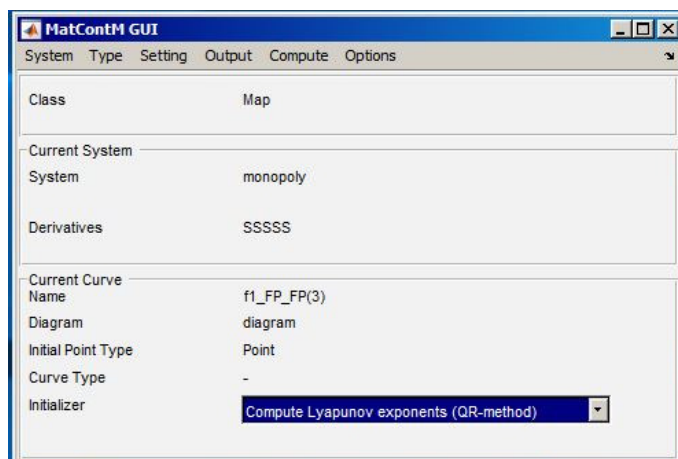 MatContM GUI
System Type Setting Output Compute Options
Class Map
Current System
System monopoly
Derivatives SSSSS
Current Curve
Name f1_FP_FP(3)
Diagram diagram
Initial Point Type Point
Curve Type -
Initializer Compute Lyapunov exponents (QR-method)